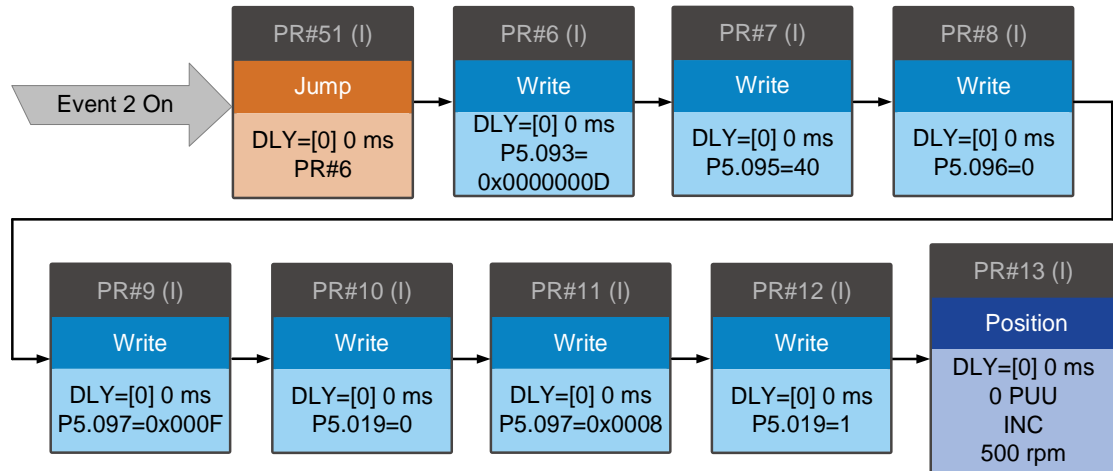 Event 2 On
PR#51 (I)
Jump
DLY=[0] 0 ms
PR#6
PR#6 (I)
Write
DLY=[0] 0 ms
P5.093=
0x0000000D
PR#7 (I)
Write
DLY=[0] 0 ms
P5.095=40
PR#8 (I)
Write
DLY=[0] 0 ms
P5.096=0
PR#9 (I)
Write
DLY=[0] 0 ms
P5.097=0x000F
PR#10 (I)
Write
DLY=[0] 0 ms
P5.019=0
PR#11 (I)
Write
DLY=[0] 0 ms
P5.097=0x0008
PR#12 (I)
Write
DLY=[0] 0 ms
P5.019=1
PR#13 (I)
Position
DLY=[0] 0 ms
0 PUU
INC
500 rpm